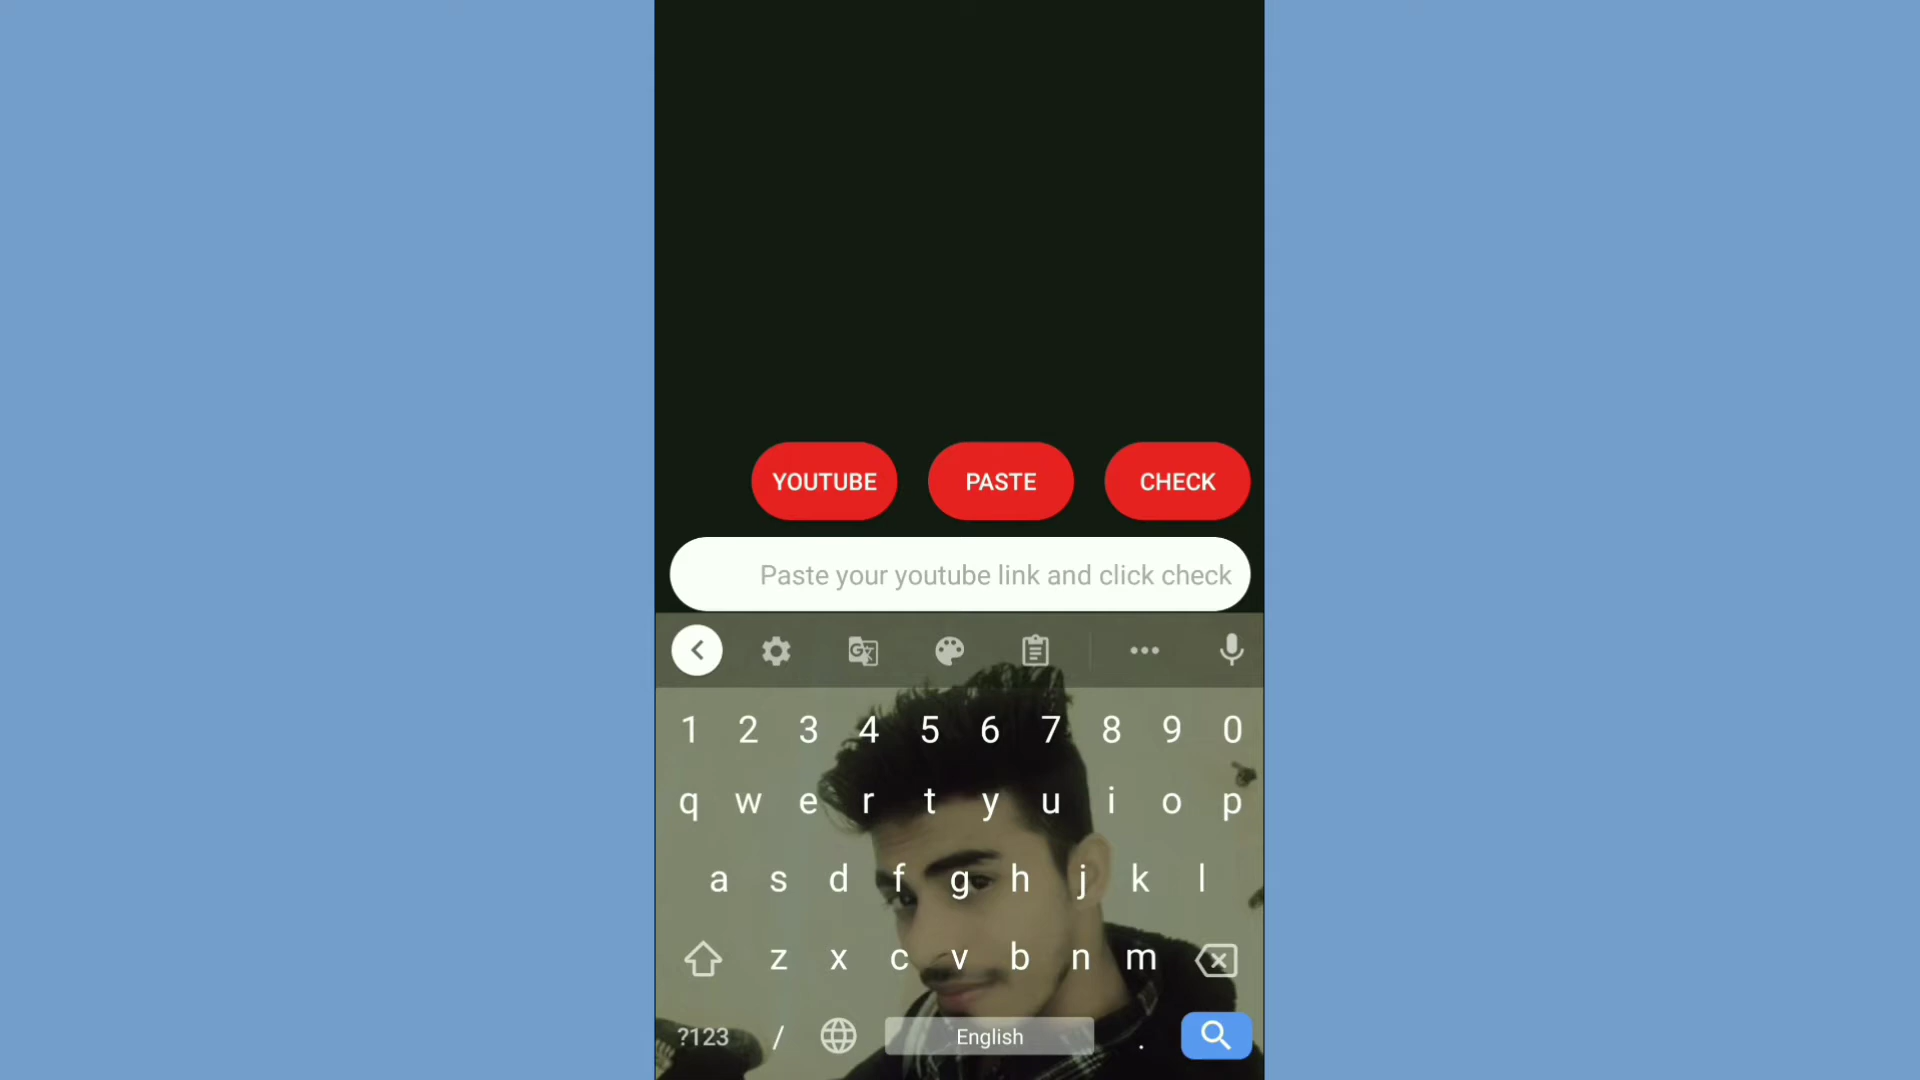 YOUTUBE PASTE CHECK
Paste your youtube link and click check
1 2 3 4 5 6 7 8 9 0
q w e r t y u i o p
a s d f g h j k l
z x c v b n m
?123 / English .